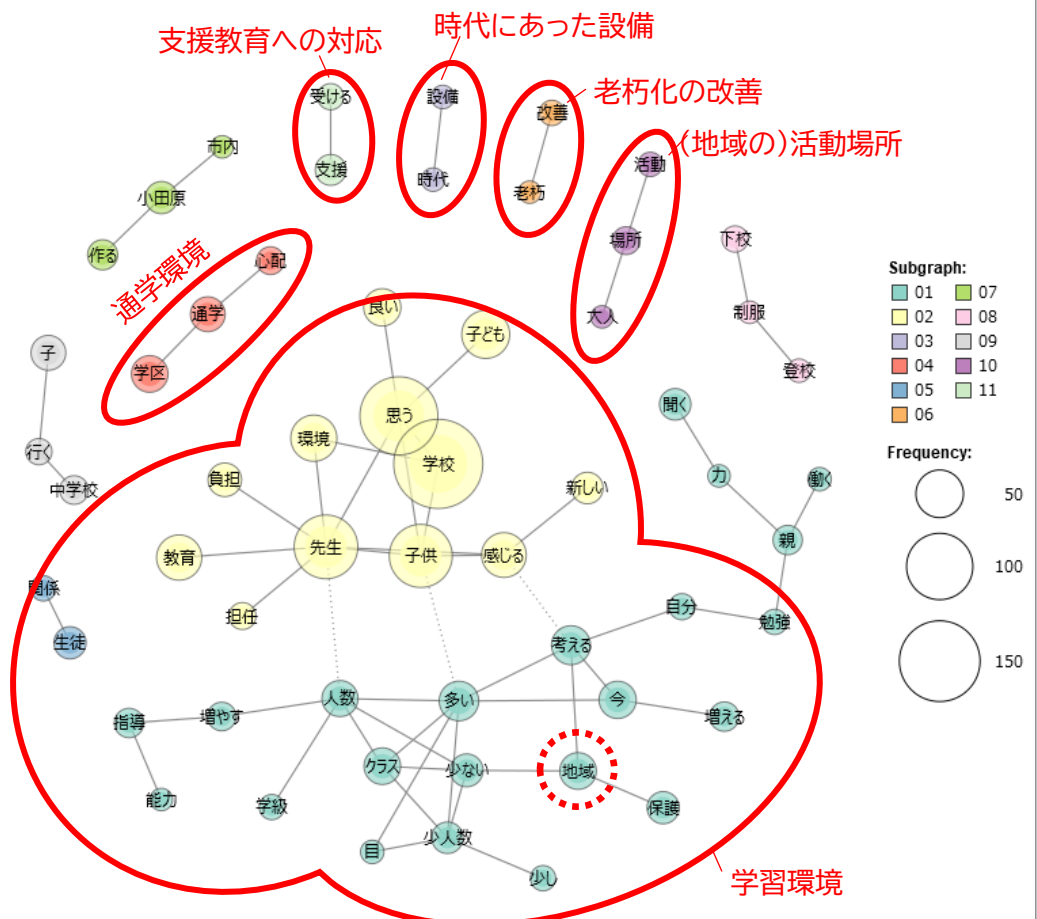 支援教育への対応
時代にあった設備
老朽化の改善
(地域の)活動場所
受ける
支援
設備
時代
改善
老朽
活動
場所
大人
市内
小田原
作る
通学環境
心配
通学
学区
下校
制服
登校
子
行く
中学校
良い
子ども
思う
環境
学校
負担
新しい
先生
子供
感じる
教育
担任
関係
生徒
聞く
力
働く
親
勉強
自分
考える
人数
多い
今
増える
指導
増やす
クラス
少ない
地域
能力
学級
保護
目
少人数
少し
学習環境
Subgraph:
01 07
02 08
03 09
04 10
05 11
06
Frequency:
50
100
150